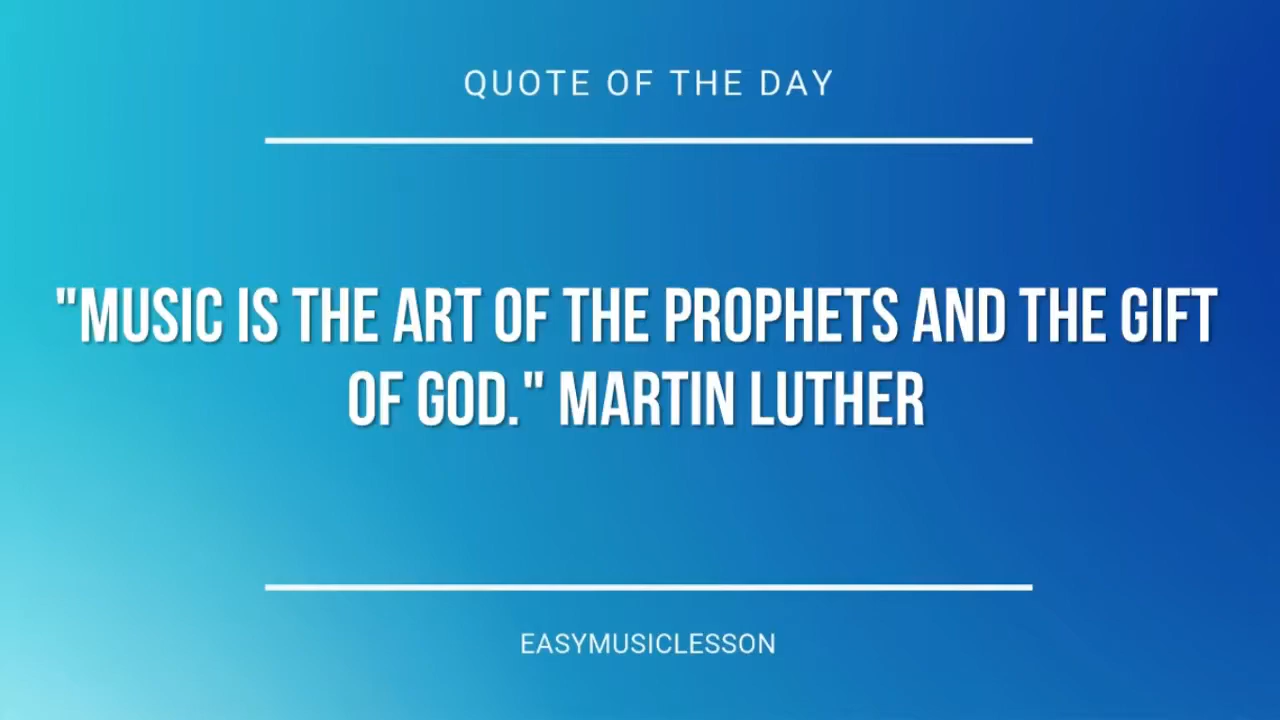 QUOTE OF THE DAY
"MUSIC IS THE ART OF THE PROPHETS AND THE GIFT
OF GOD." MARTIN LUTHER
EASYMUSICLESSON